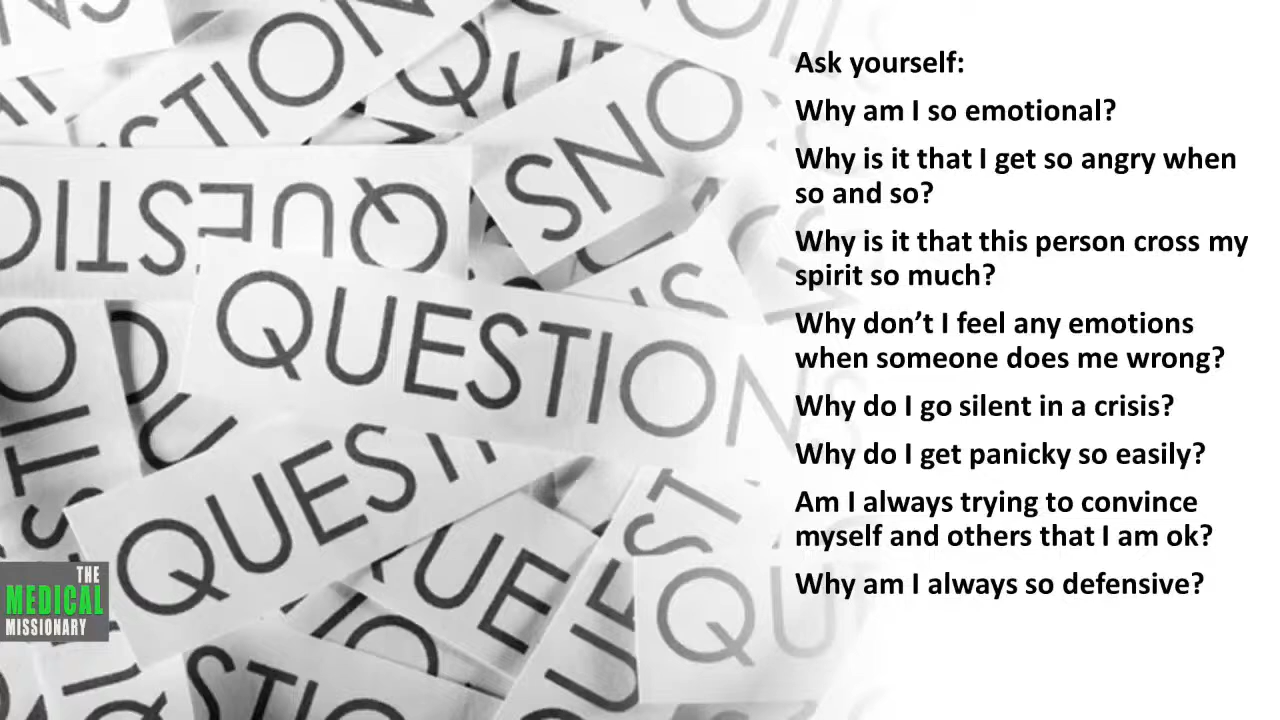 Ask yourself:
Why am I so emotional?
Why is it that I get so angry when
so and so?
Why is it that this person cross my
spirit so much?
Why don’t I feel any emotions
when someone does me wrong?
Why do I go silent in a crisis?
Why do I get panicky so easily?
Am I always trying to convince
myself and others that I am ok?
Why am I always so defensive?
QUESTION
THE
MEDICAL
MISSIONARY